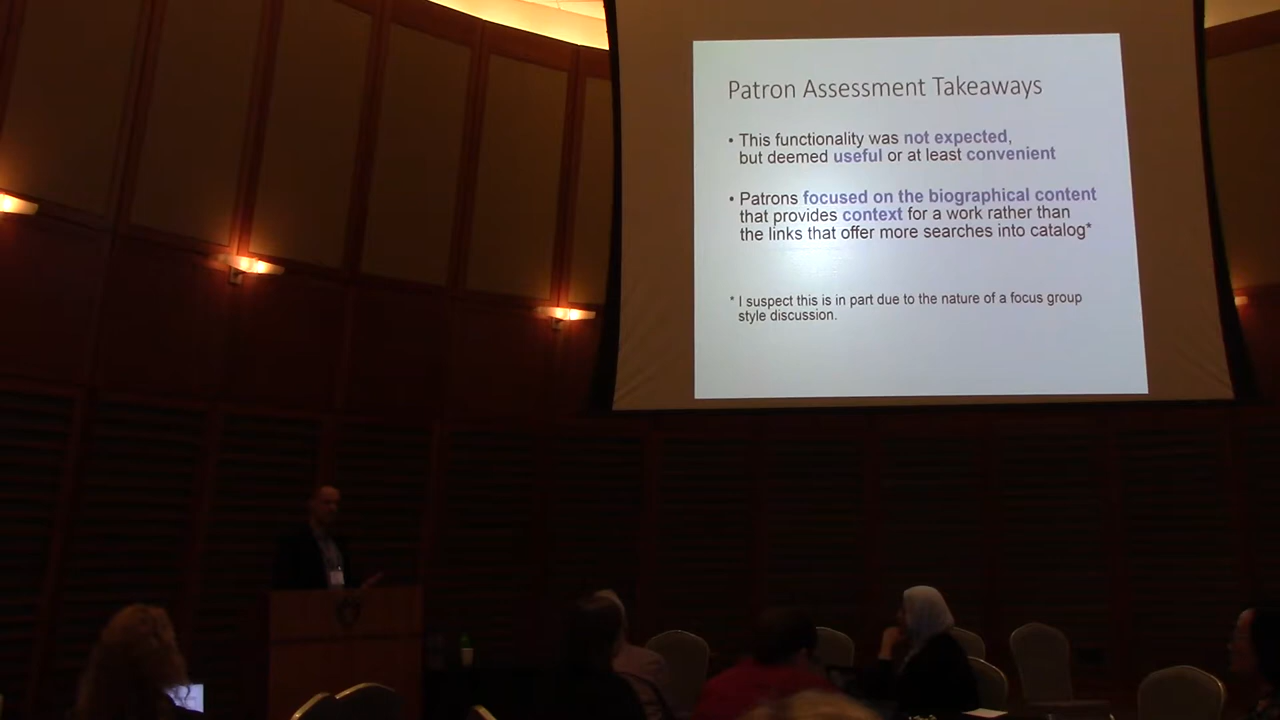 Patron Assessment Takeaways
• This functionality was not expected,
but deemed useful or at least convenient
• Patrons focused on the biographical content
that provides context for a work rather than
the links that offer more searches into catalog*
* I suspect this is in part due to the nature of a focus group
style discussion.